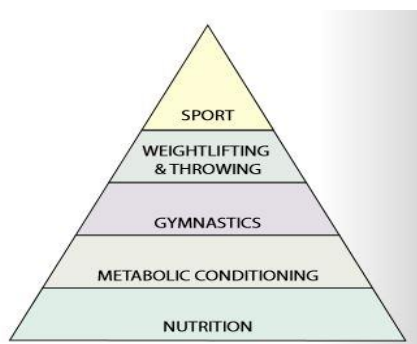 SPORT
WEIGHTLIFTING
& THROWING
GYMNASTICS
METABOLIC CONDITIONING
NUTRITION